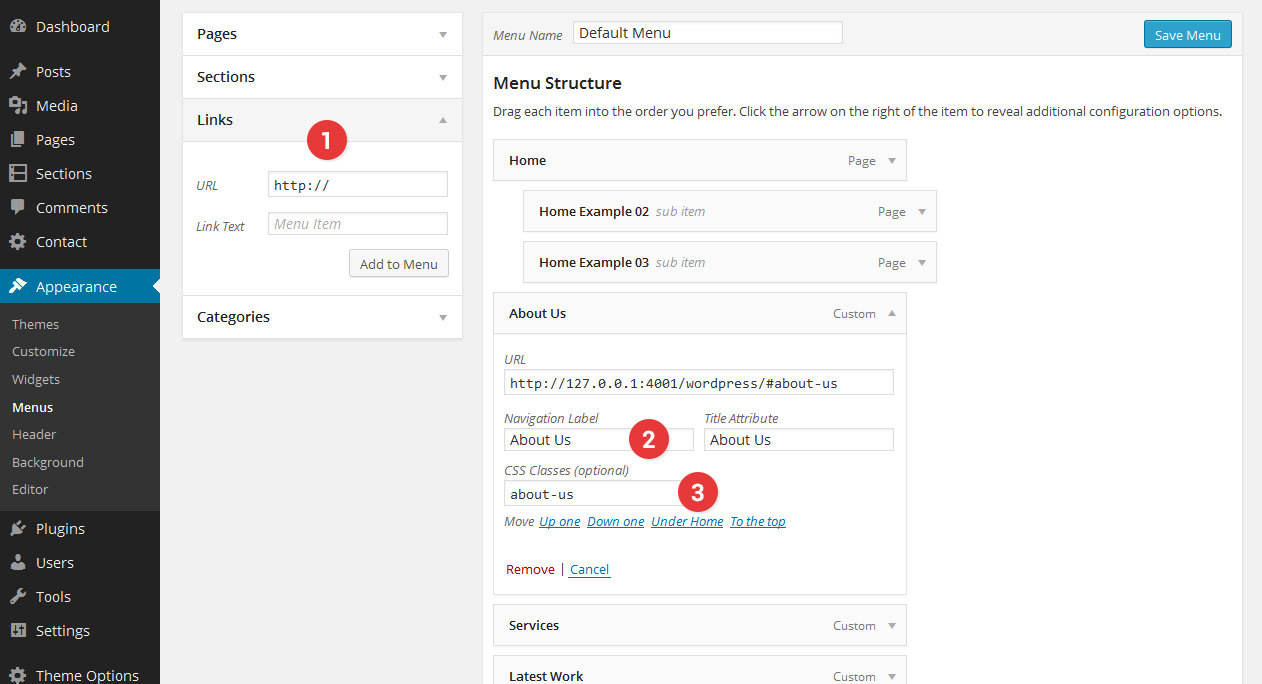 Dashboard
Posts
Media
Pages
Sections
Comments
Contact
Appearance
Themes
Customize
Widgets
Menus
Header
Background
Editor
Plugins
Users
Tools
Settings
Theme Options
Pages
Sections
Links
1
URL http://
Link Text Menu Item
Add to Menu
Categories
Menu Name Default Menu Save Menu
Menu Structure
Drag each item into the order you prefer. Click the arrow on the right of the item to reveal additional configuration options.
Home Page
Home Example 02 sub item Page
Home Example 03 sub item Page
About Us Custom
URL
http://127.0.0.1:4001/wordpress/#about-us
Navigation Label Title Attribute
About Us 2 About Us
CSS Classes (optional)
about-us 3
Move Up one Down one Under Home To the top
Remove | Cancel
Services Custom
Latest Work Custom